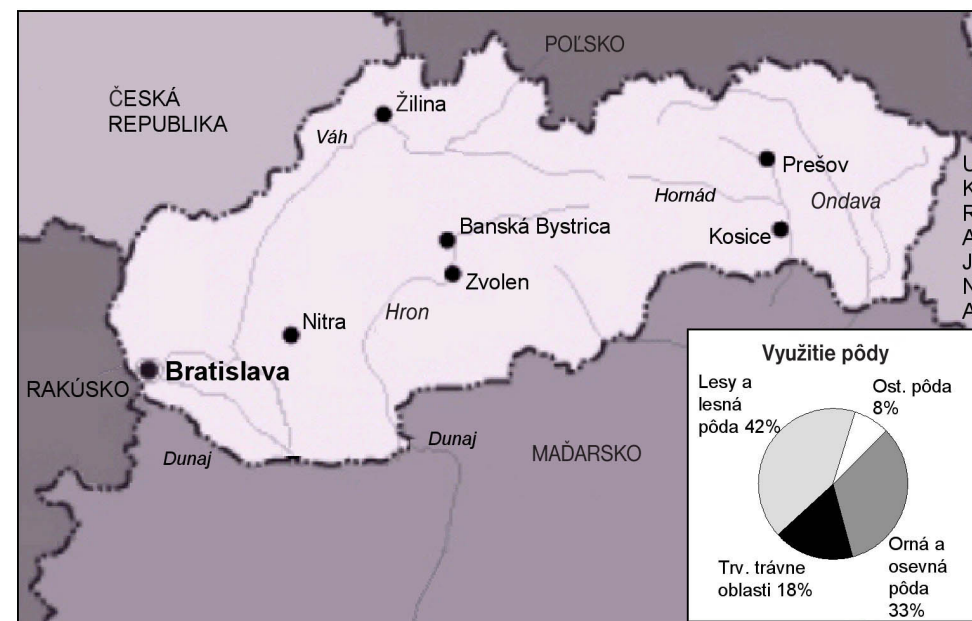 POĽSKO
ČESKÁ
REPUBLIKA
Žilina
Váh
Prešov
Hornád
Ondava
U
K
R
A
J
N
A
Banská Bystrica
Kosice
Zvolen
Hron
Nitra
Bratislava
RAKÚSKO
Dunaj
Dunaj
MAĎARSKO
Využitie pôdy
Lesy a
lesná
pôda 42%
Ost. pôda
8%
Trv. trávne
oblasti 18%
Orná a
osevná
pôda
33%